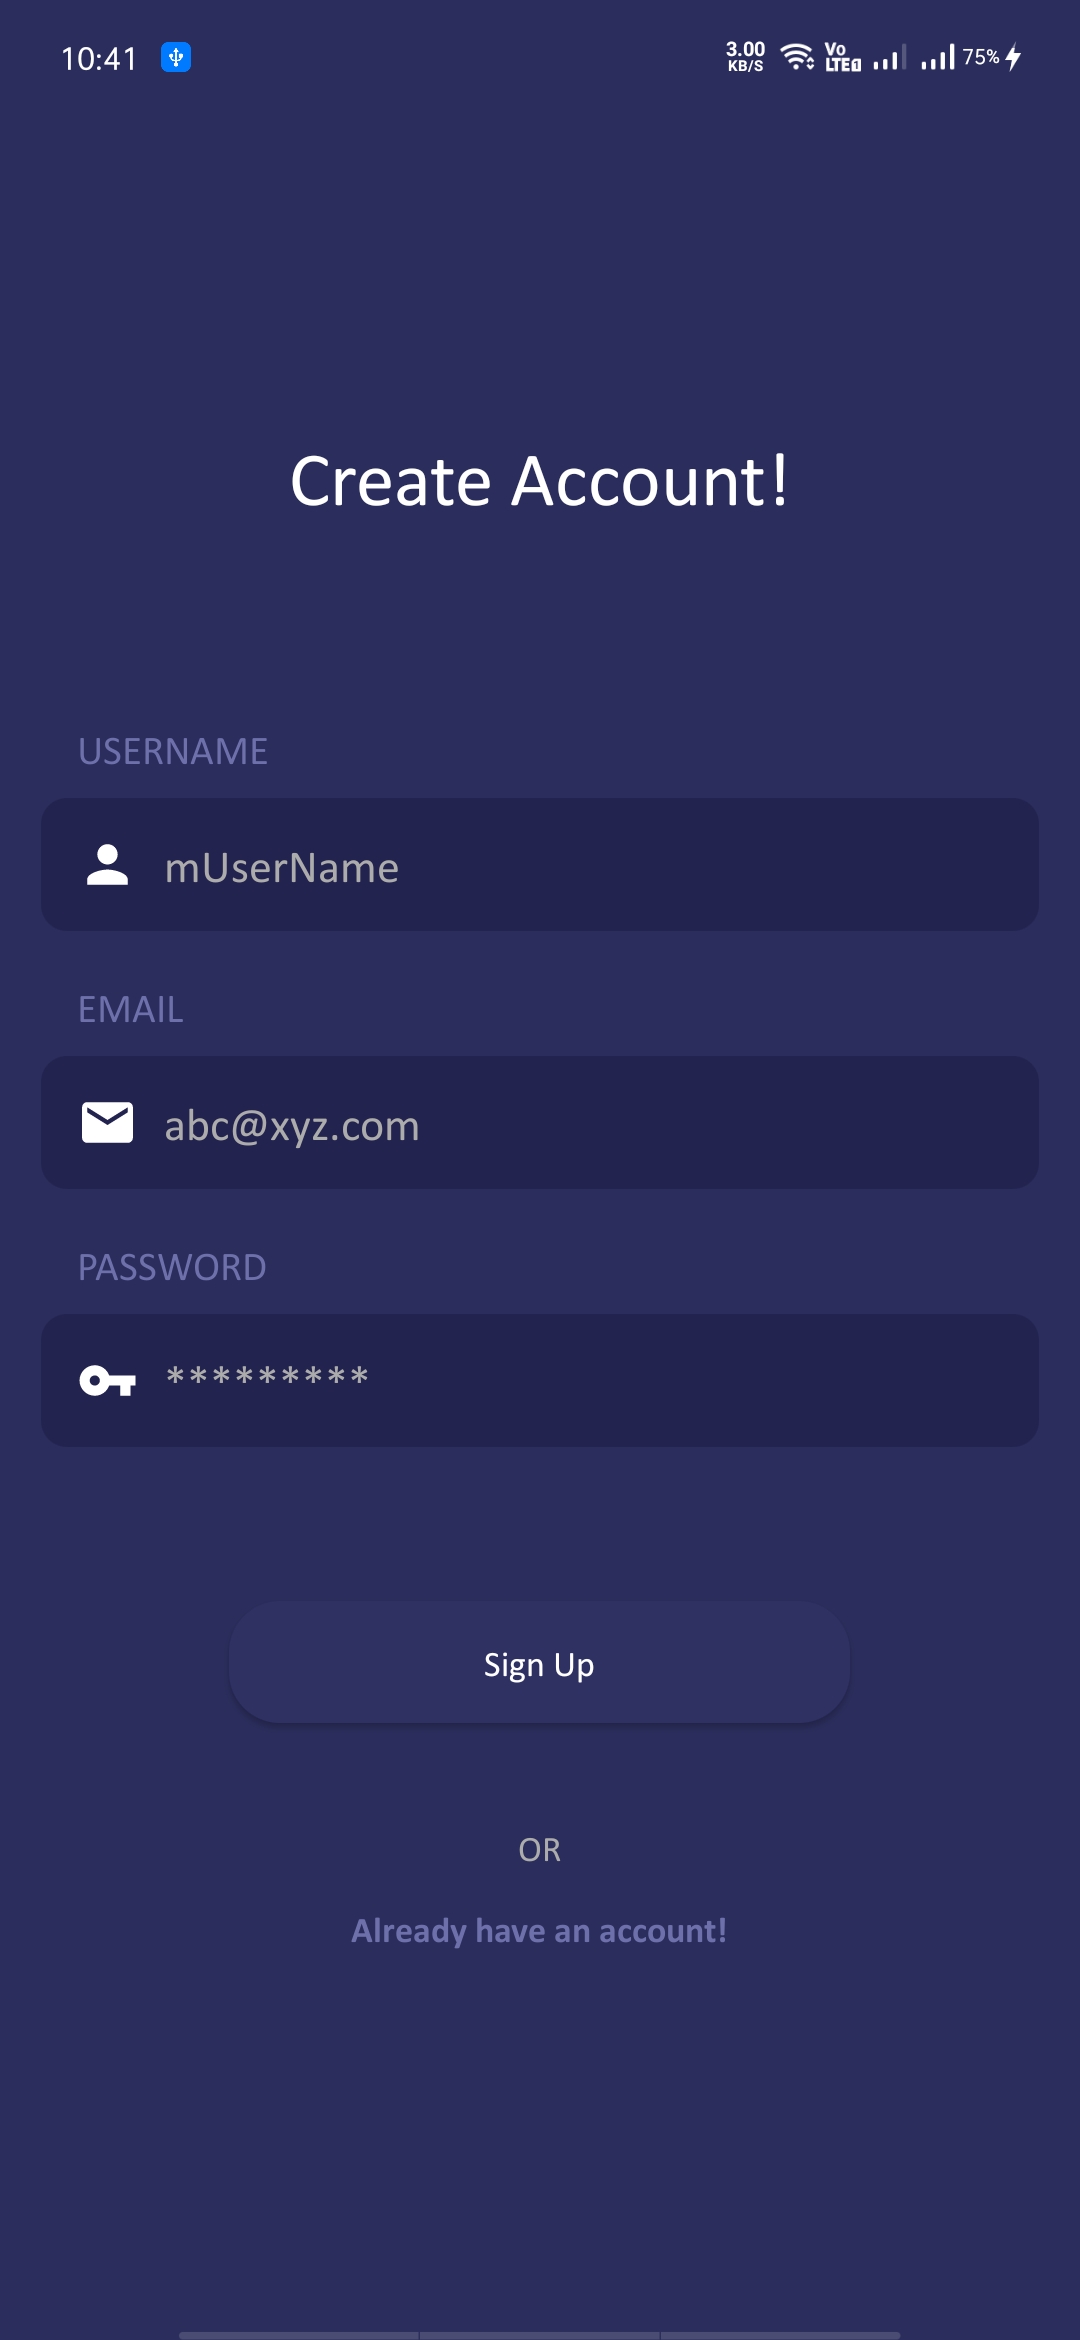 10:41
3.00 KB/S Vo LTE1 75%
Create Account!
USERNAME
mUserName
EMAIL
abc@xyz.com
PASSWORD
*********
Sign Up
OR
Already have an account!